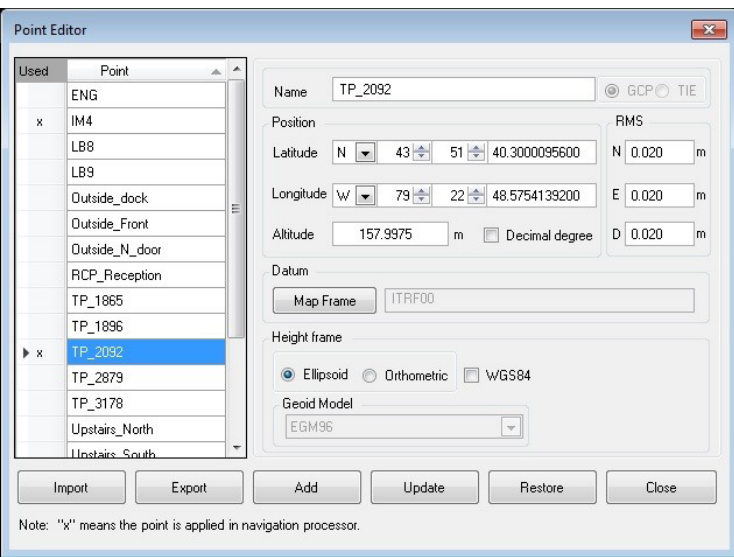 Point Editor
Used Point
ENG
x IM4
LB8
LB9
Outside_dock
Outside_Front
Outside_N_door
RCP_Reception
TP_1865
TP_1896
x TP_2092
TP_2879
TP_3178
Upstairs_North
Upstairs_South
Name TP_2092 GCP TIE
Position
Latitude N 43 51 40.3000095600
Longitude W 79 22 48.5754139200
Altitude 157.9975 m Decimal degree
RMS
N 0.020 m
E 0.020 m
D 0.020 m
Datum
Map Frame ITRF00
Height frame
Ellipsoid Orthometric WGS84
Geoid Model
EGM96
Import Export Add Update Restore Close
Note: "x" means the point is applied in navigation processor.